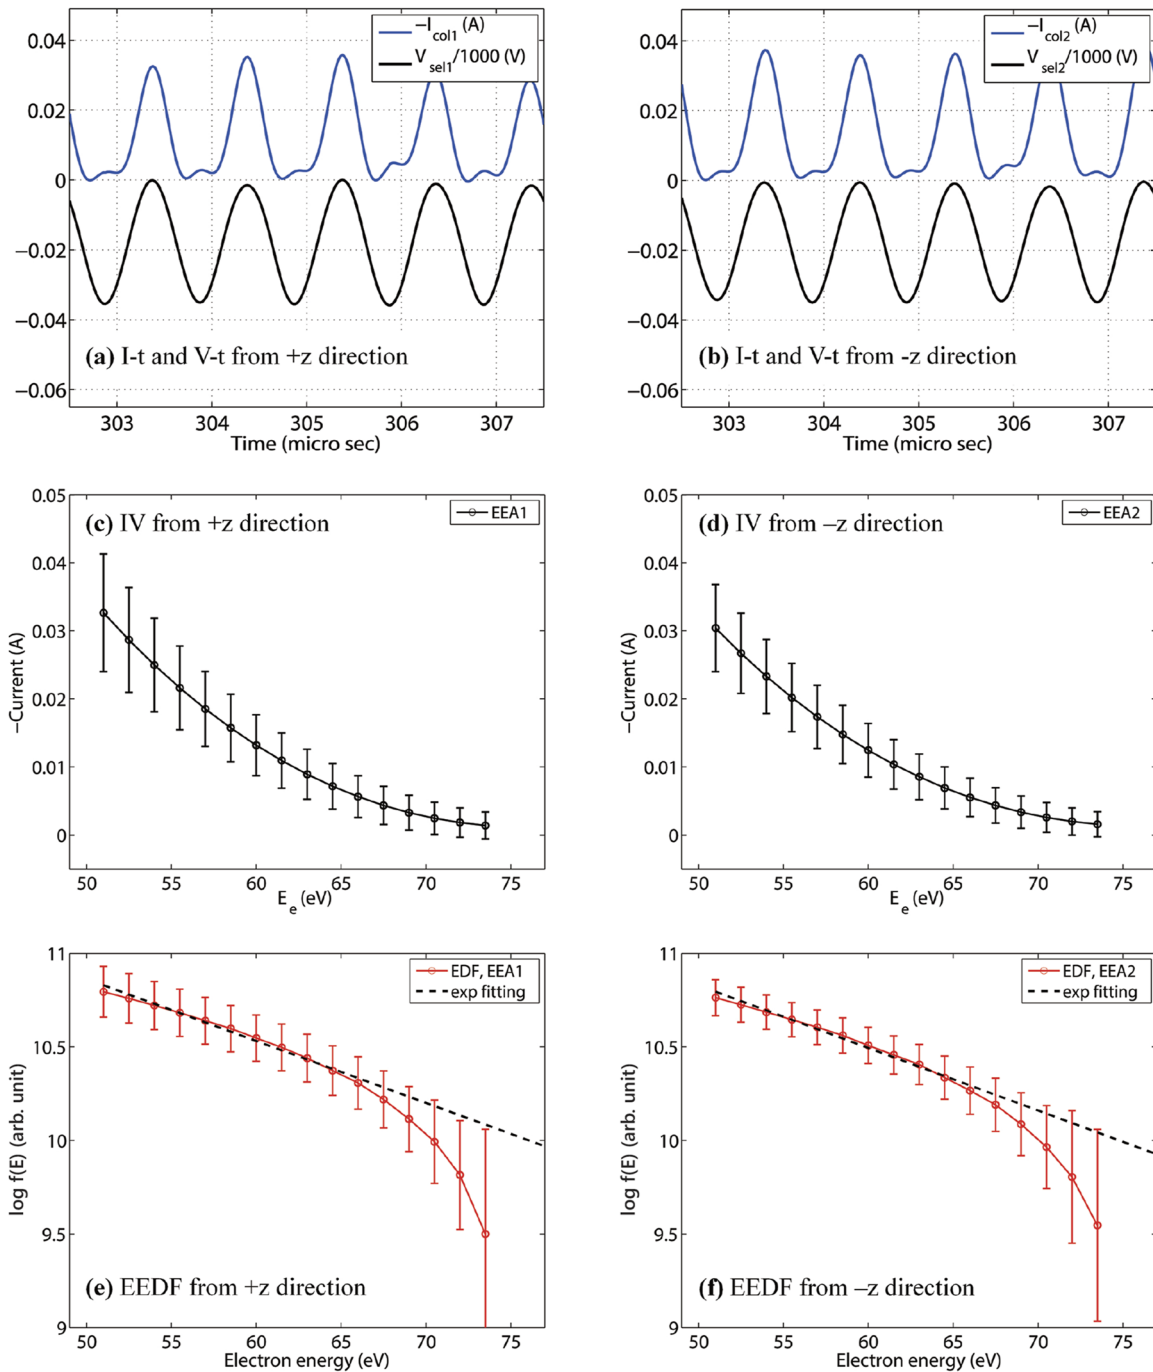 0.04
0.02
0
−0.02
−0.04
−0.06
303
304
305
306
307
Time (micro sec)
−I col1 (A)
V sel1/1000 (V)
(a) I-t and V-t from +z direction
0.04
0.02
0
−0.02
−0.04
−0.06
303
304
305
306
307
Time (micro sec)
−I col2 (A)
V sel2/1000 (V)
(b) I-t and V-t from -z direction
0.05
0.04
0.03
0.02
0.01
0
−Current (A)
50
55
60
65
70
75
E e (eV)
EEA1
(c) IV from +z direction
0.05
0.04
0.03
0.02
0.01
0
−Current (A)
50
55
60
65
70
75
E e (eV)
EEA2
(d) IV from −z direction
11
10.5
10
9.5
9
log f(E) (arb. unit)
50
55
60
65
70
75
Electron energy (eV)
EDF, EEA1
exp fitting
(e) EEDF from +z direction
11
10.5
10
9.5
9
log f(E) (arb. unit)
50
55
60
65
70
75
Electron energy (eV)
EDF, EEA2
exp fitting
(f) EEDF from −z direction